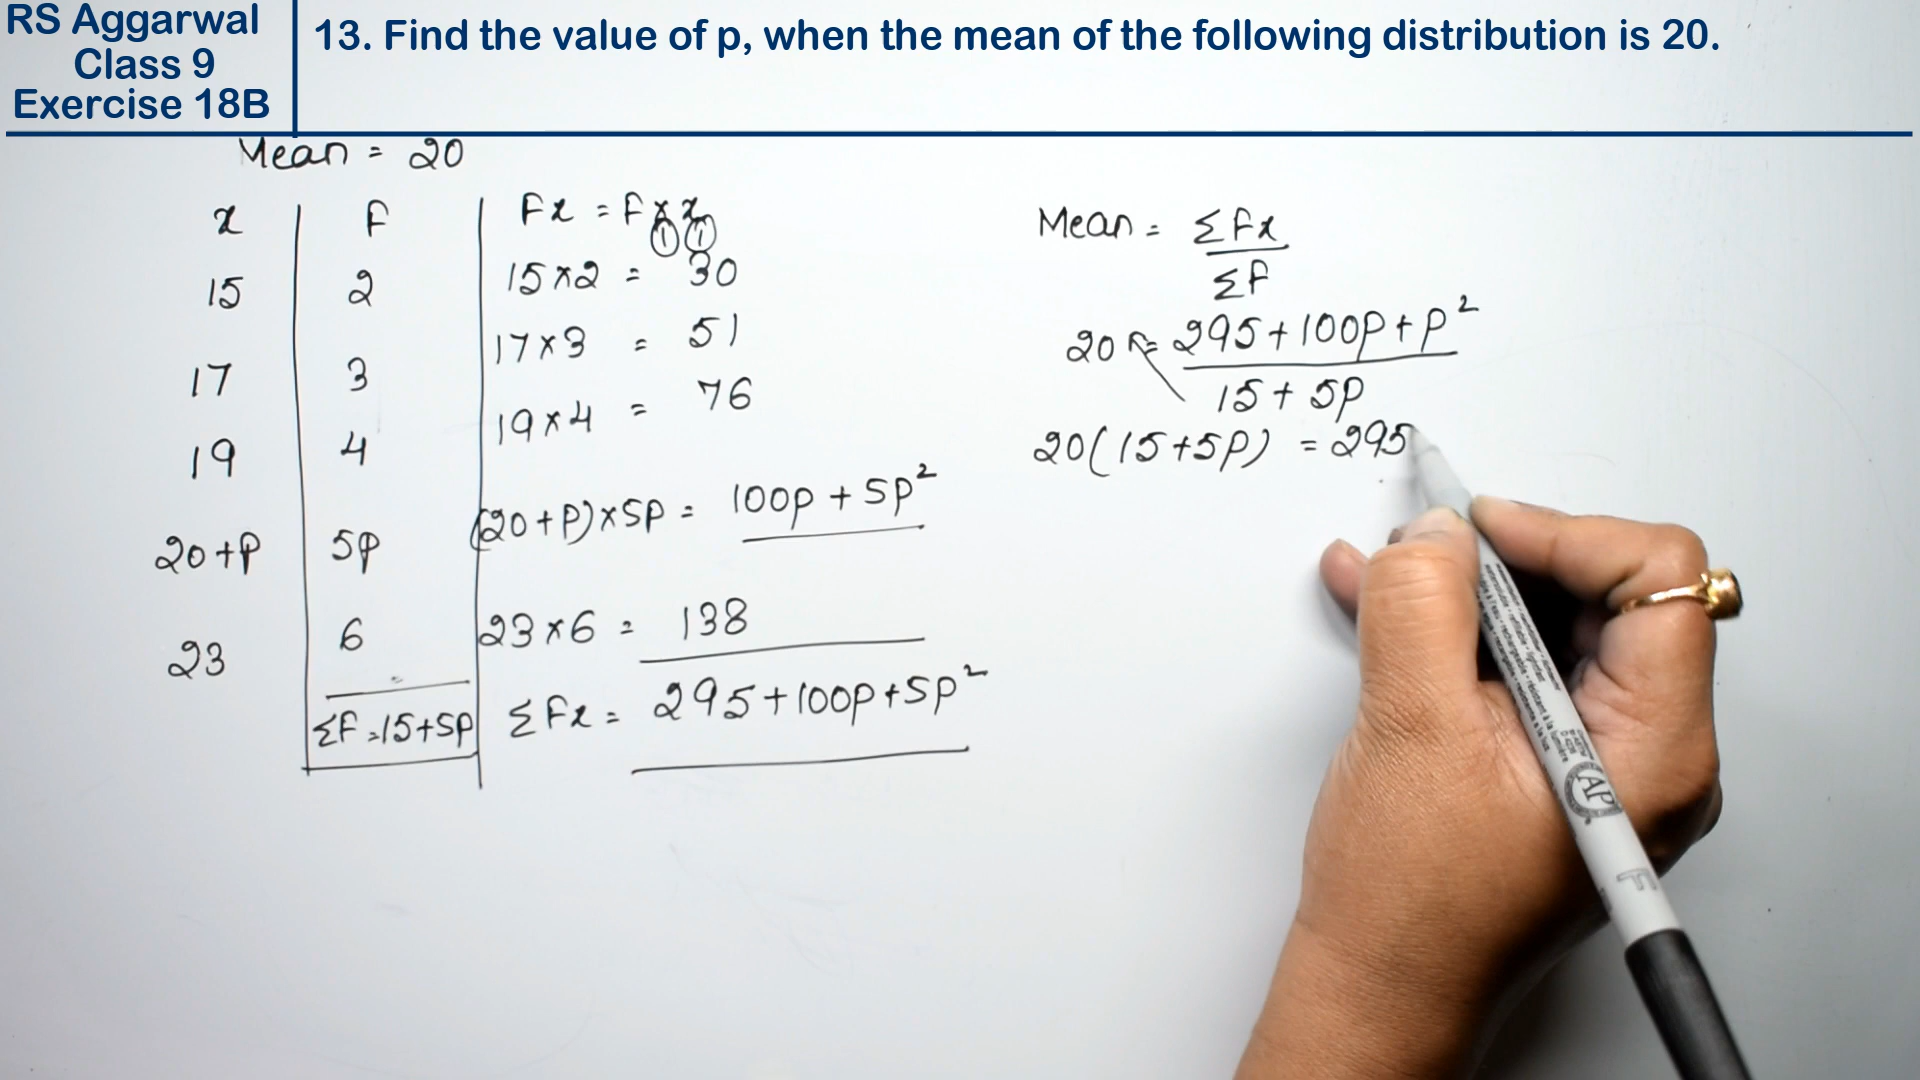 RS Aggarwal
Class 9
Exercise 18B
13. Find the value of p, when the mean of the following distribution is 20.
Mean = 20
x F Fx = F × x
① ①
15 2 15×2 = 30
17 3 17×3 = 51
19 4 19×4 = 76
20+P 5p (20+P)×5P = 100p + 5p²
23 6 23×6 = 138
ΣF = 15+5p ΣFx = 295+100p+5p²
Mean = ΣFx
ΣF
20 = 295+100p+p²
15+5p
20(15+5p) = 295
AP
F